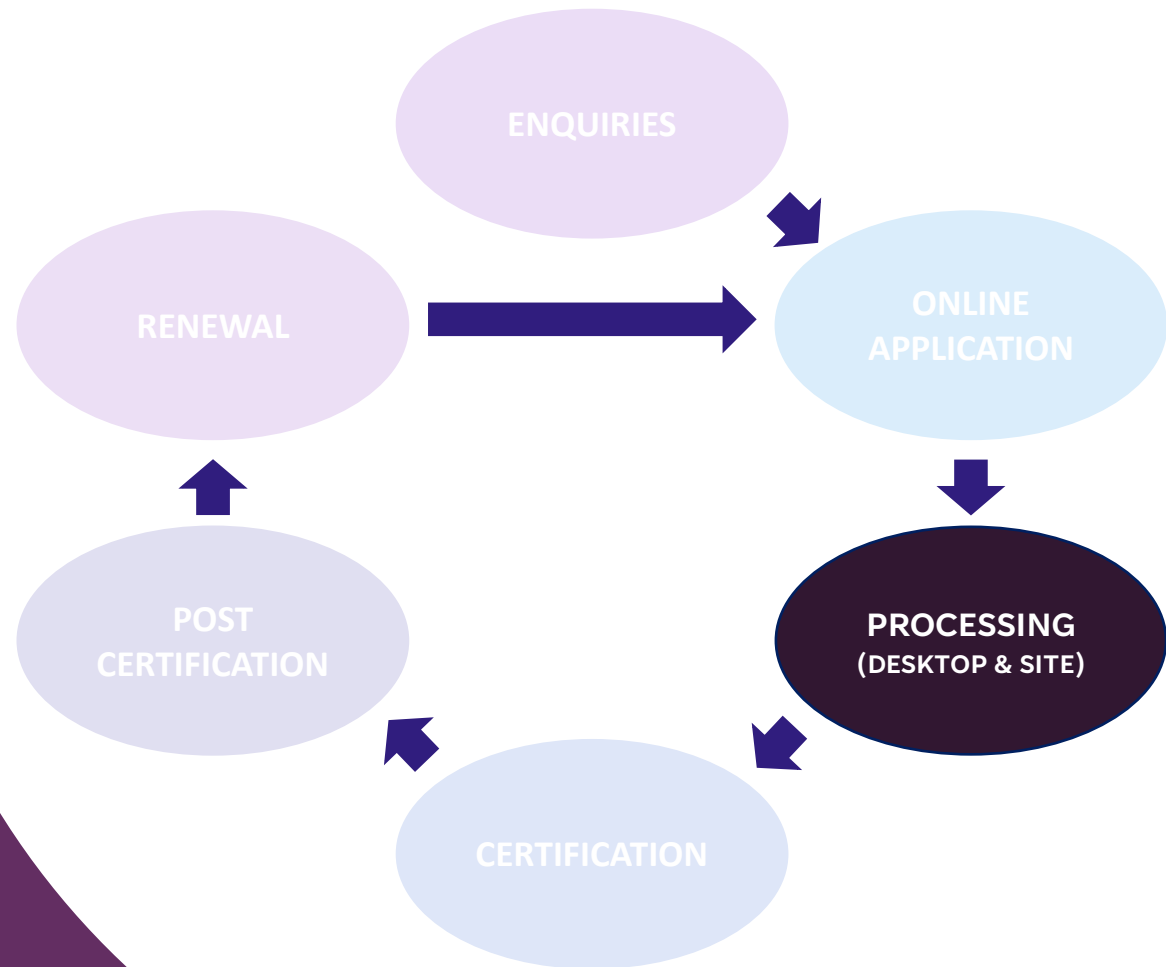 ENQUIRIES
ONLINE
APPLICATION
RENEWAL
PROCESSING
(DESKTOP & SITE)
POST
CERTIFICATION
CERTIFICATION